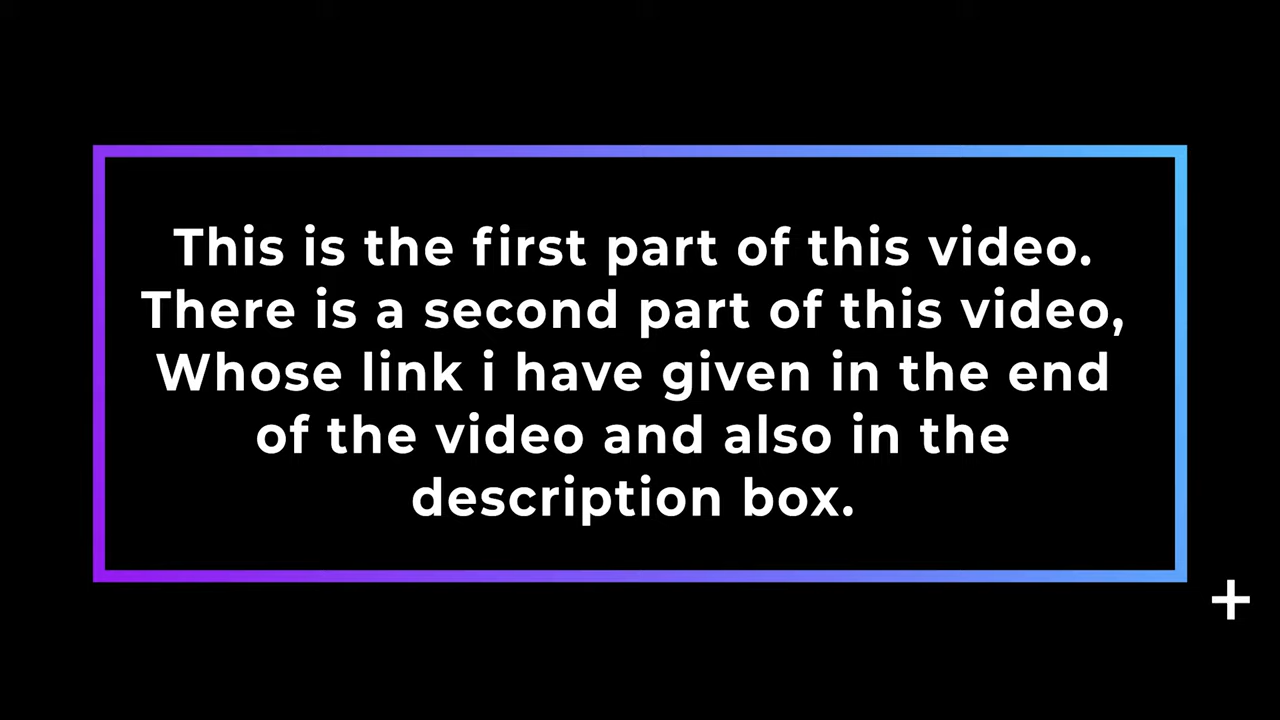 This is the first part of this video.
There is a second part of this video,
Whose link i have given in the end
of the video and also in the
description box.
+